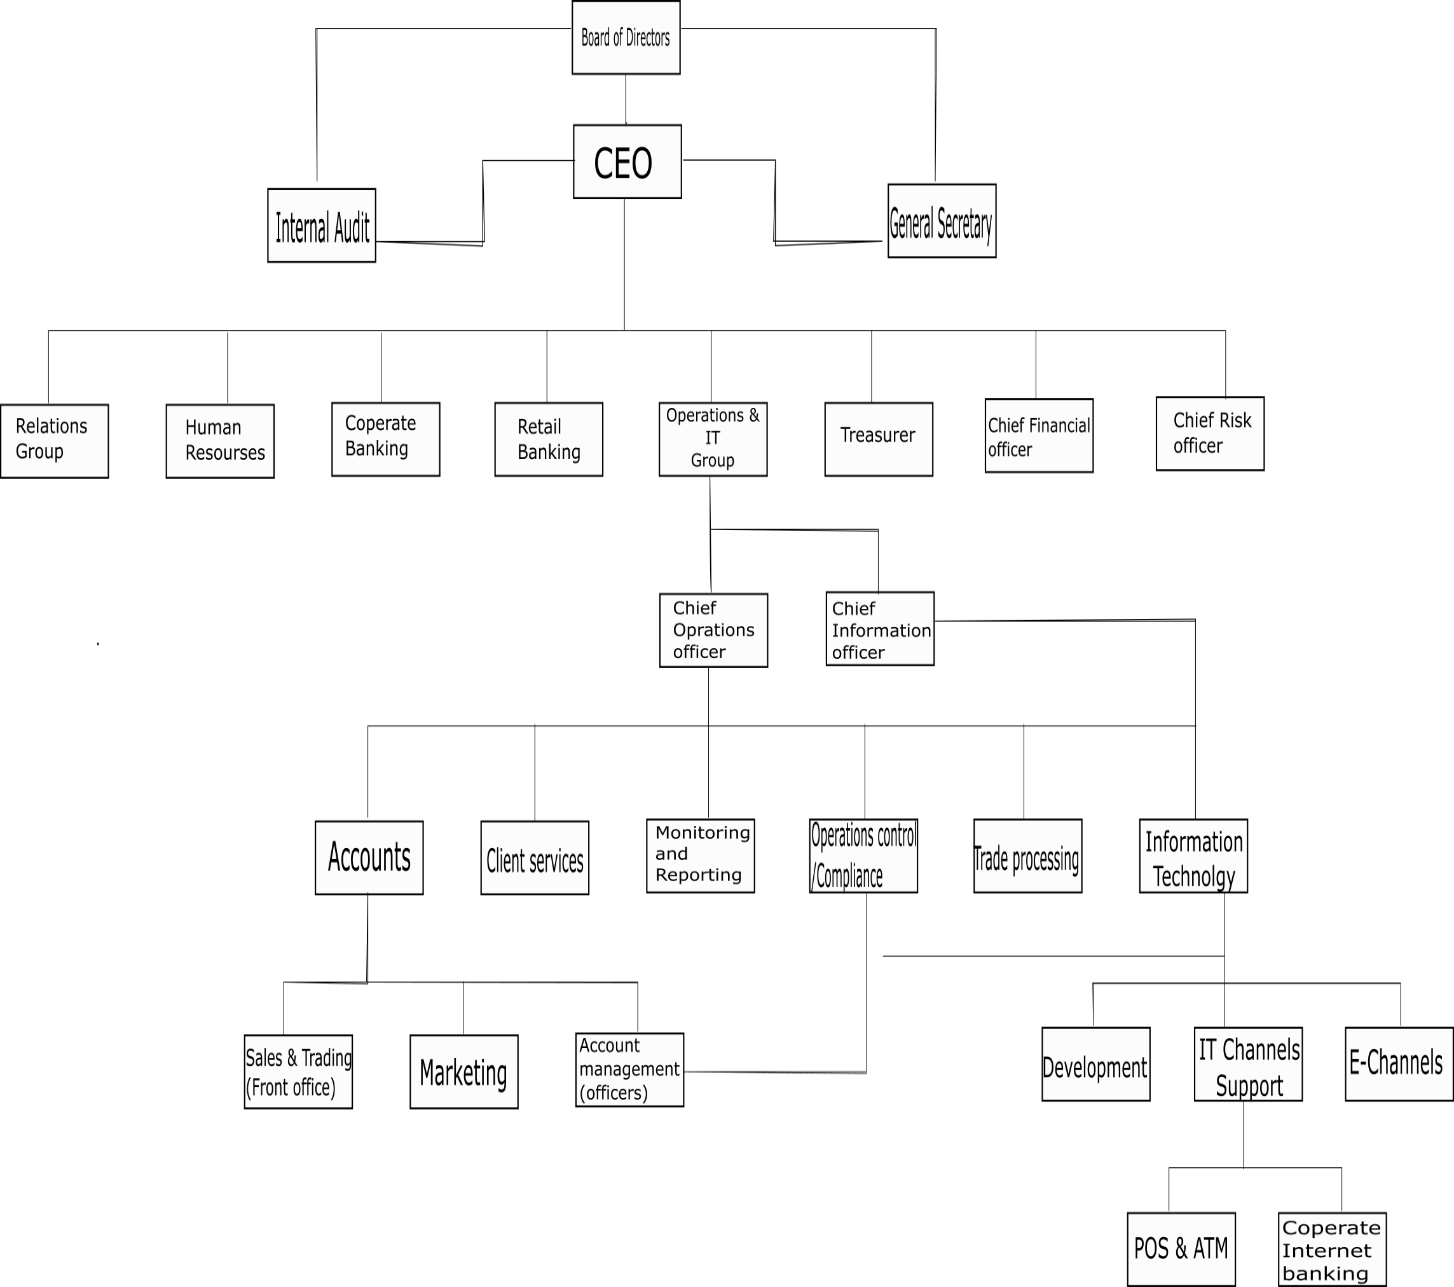 Board of Directors
CEO
Internal Audit
General Secretary
Relations
Group
Human
Resourses
Coperate
Banking
Retail
Banking
Operations &
IT
Group
Treasurer
Chief Financial
officer
Chief Risk
officer
Chief
Oprations
officer
Chief
Information
officer
Accounts
Client services
Monitoring
and
Reporting
Operations control
/Compliance
Trade processing
Information
Technolgy
Sales & Trading
(Front office)
Marketing
Account
management
(officers)
Development
IT Channels
Support
E-Channels
POS & ATM
Coperate
Internet
banking